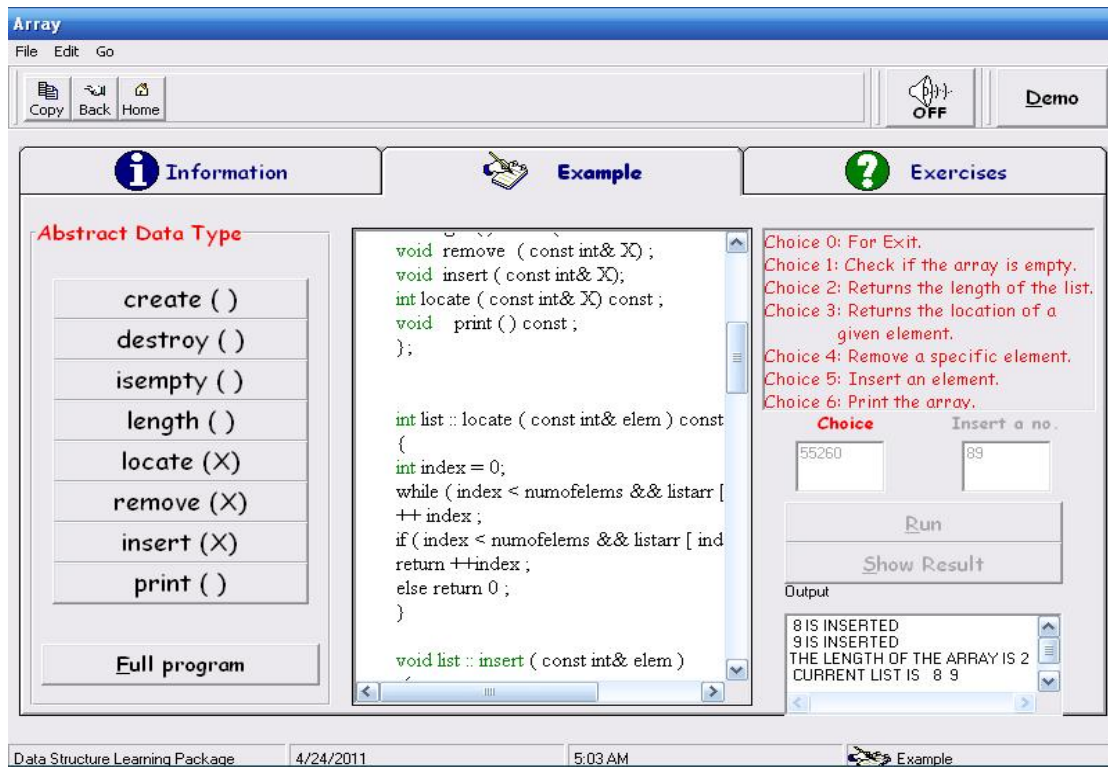 Array
File Edit Go
Copy Back Home
OFF
Demo
Information
Example
Exercises
Abstract Data Type
create ( )
destroy ( )
isempty ( )
length ( )
locate (X)
remove (X)
insert (X)
print ( )
Full program
void remove ( const int& X) ;
void insert ( const int& X);
int locate ( const int& X) const ;
void print ( ) const ;
};
int list :: locate ( const int& elem ) const
{
int index = 0;
while ( index < numofelems && listarr [
++ index ;
if ( index < numofelems && listarr [ ind
return ++index ;
else return 0 ;
}
void list :: insert ( const int& elem )
Choice 0: For Exit.
Choice 1: Check if the array is empty.
Choice 2: Returns the length of the list.
Choice 3: Returns the location of a
given element.
Choice 4: Remove a specific element.
Choice 5: Insert an element.
Choice 6: Print the array.
Choice Insert a no.
55260 89
Run
Show Result
Output
8 IS INSERTED
9 IS INSERTED
THE LENGTH OF THE ARRAY IS 2
CURRENT LIST IS 8 9
Data Structure Learning Package 4/24/2011 5:03 AM Example